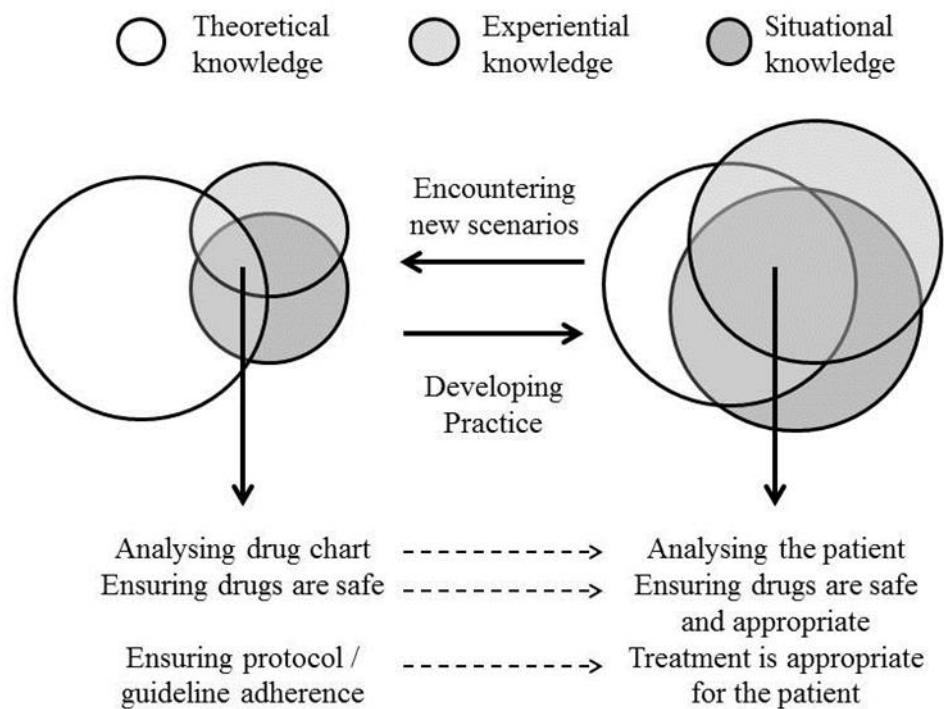 Theoretical
knowledge
Experiential
knowledge
Situational
knowledge
Encountering
new scenarios
Developing
Practice
Analysing drug chart
Analysing the patient
Ensuring drugs are safe
Ensuring drugs are safe
and appropriate
Ensuring protocol /
guideline adherence
Treatment is appropriate
for the patient